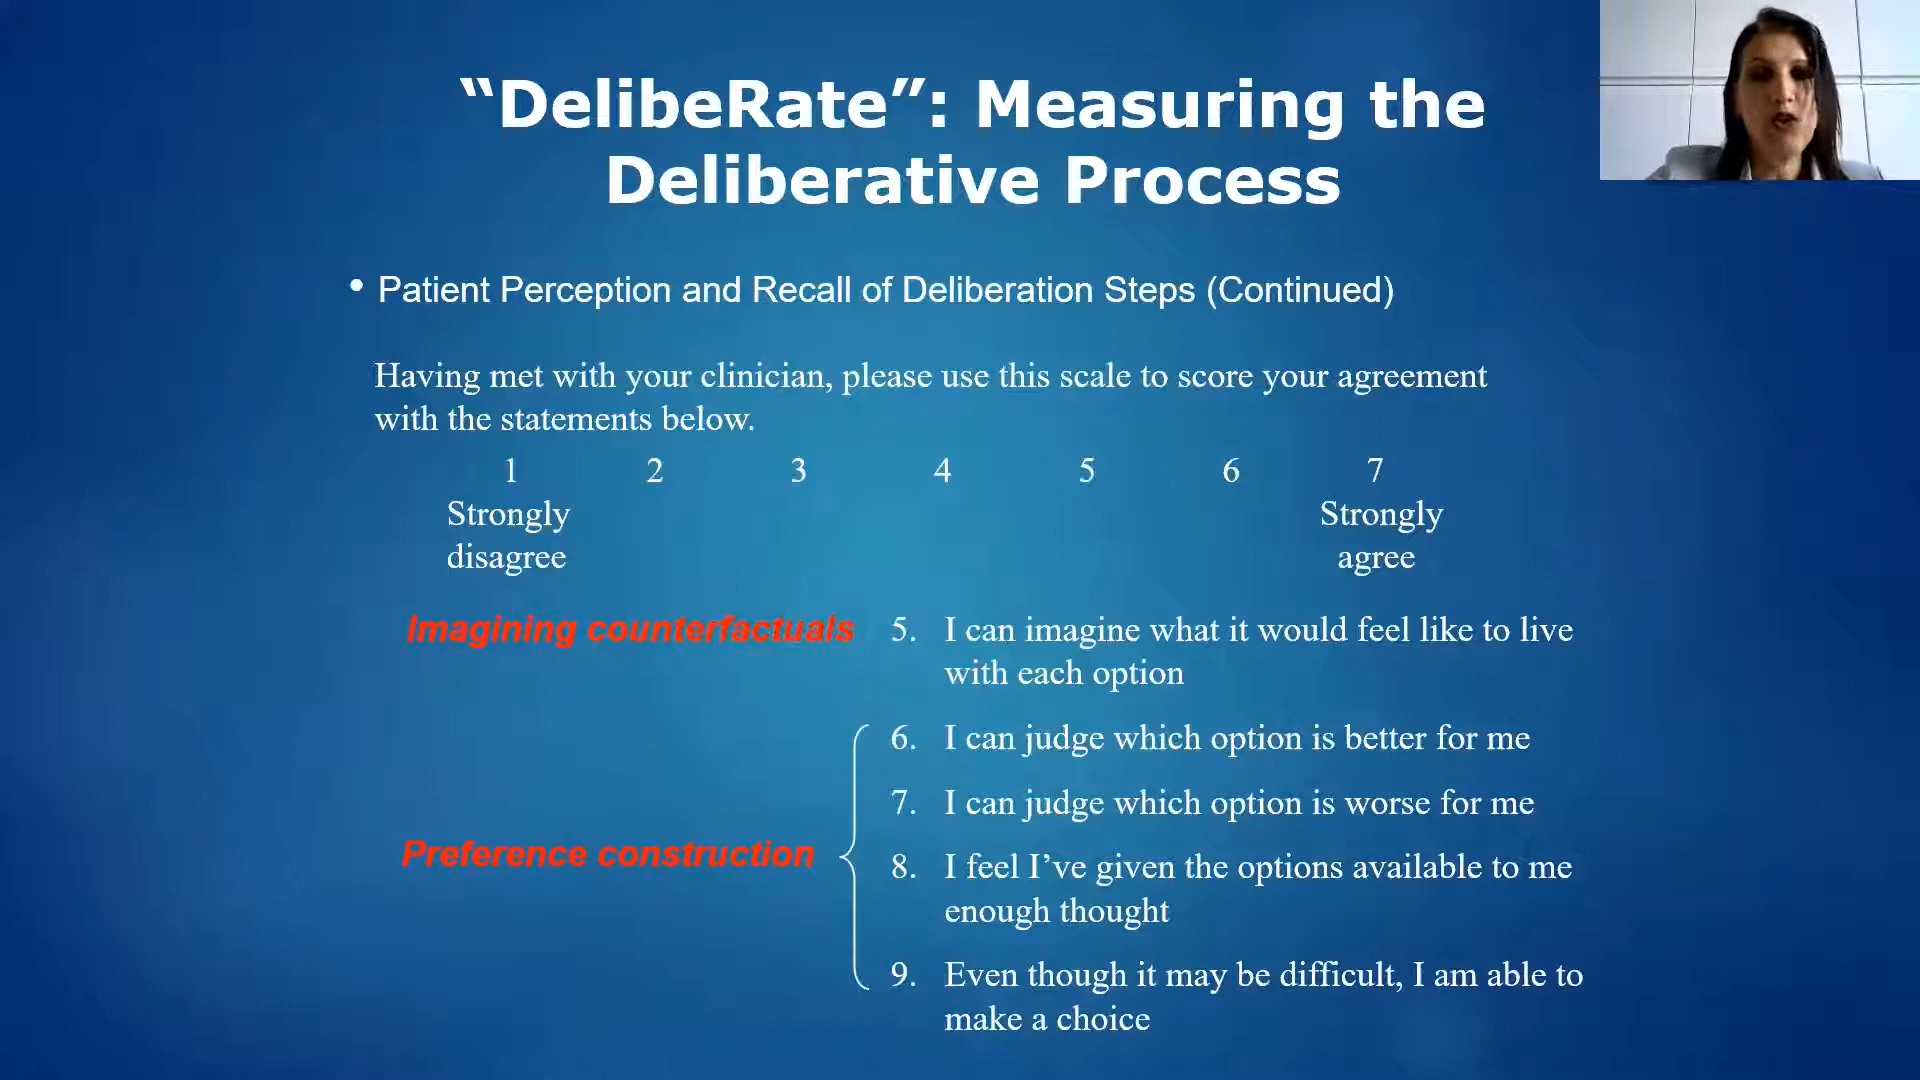 “DelibeRate”: Measuring the
Deliberative Process
• Patient Perception and Recall of Deliberation Steps (Continued)
Having met with your clinician, please use this scale to score your agreement
with the statements below.
1 2 3 4 5 6 7
Strongly Strongly
disagree agree
Imagining counterfactuals 5. I can imagine what it would feel like to live
with each option
6. I can judge which option is better for me
7. I can judge which option is worse for me
Preference construction
8. I feel I’ve given the options available to me
enough thought
9. Even though it may be difficult, I am able to
make a choice